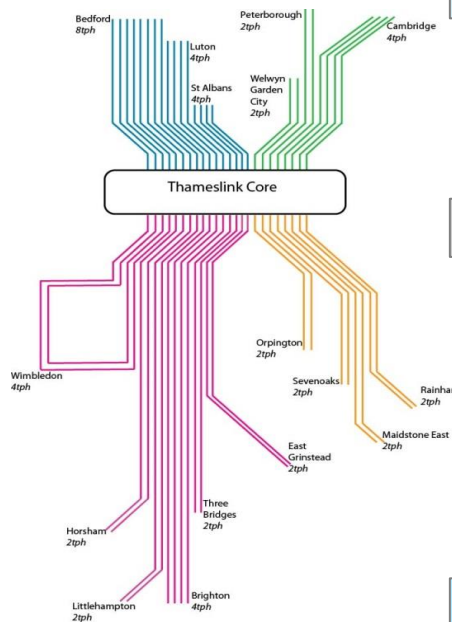 Bedford
8tph
Luton
4tph
St Albans
4tph
Peterborough
2tph
Cambridge
4tph
Welwyn
Garden
City
2tph
Thameslink Core
Wimbledon
4tph
Orpington
2tph
Sevenoaks
2tph
Rainha
2tph
Maidstone East
2tph
East
Grinstead
2tph
Three
Bridges
2tph
Horsham
2tph
Littlehampton
2tph
Brighton
4tph